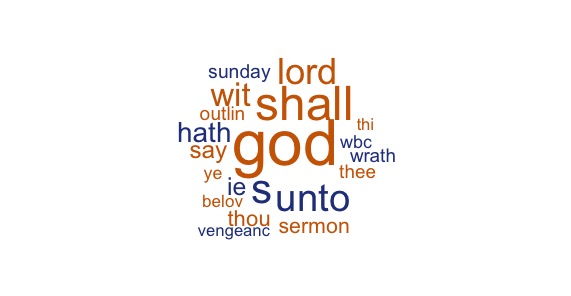 sunday lord
wit shall
outlin
hath god thi
say wbc
wrath
ye thee
ie s unto
belov
thou sermon
vengeanc